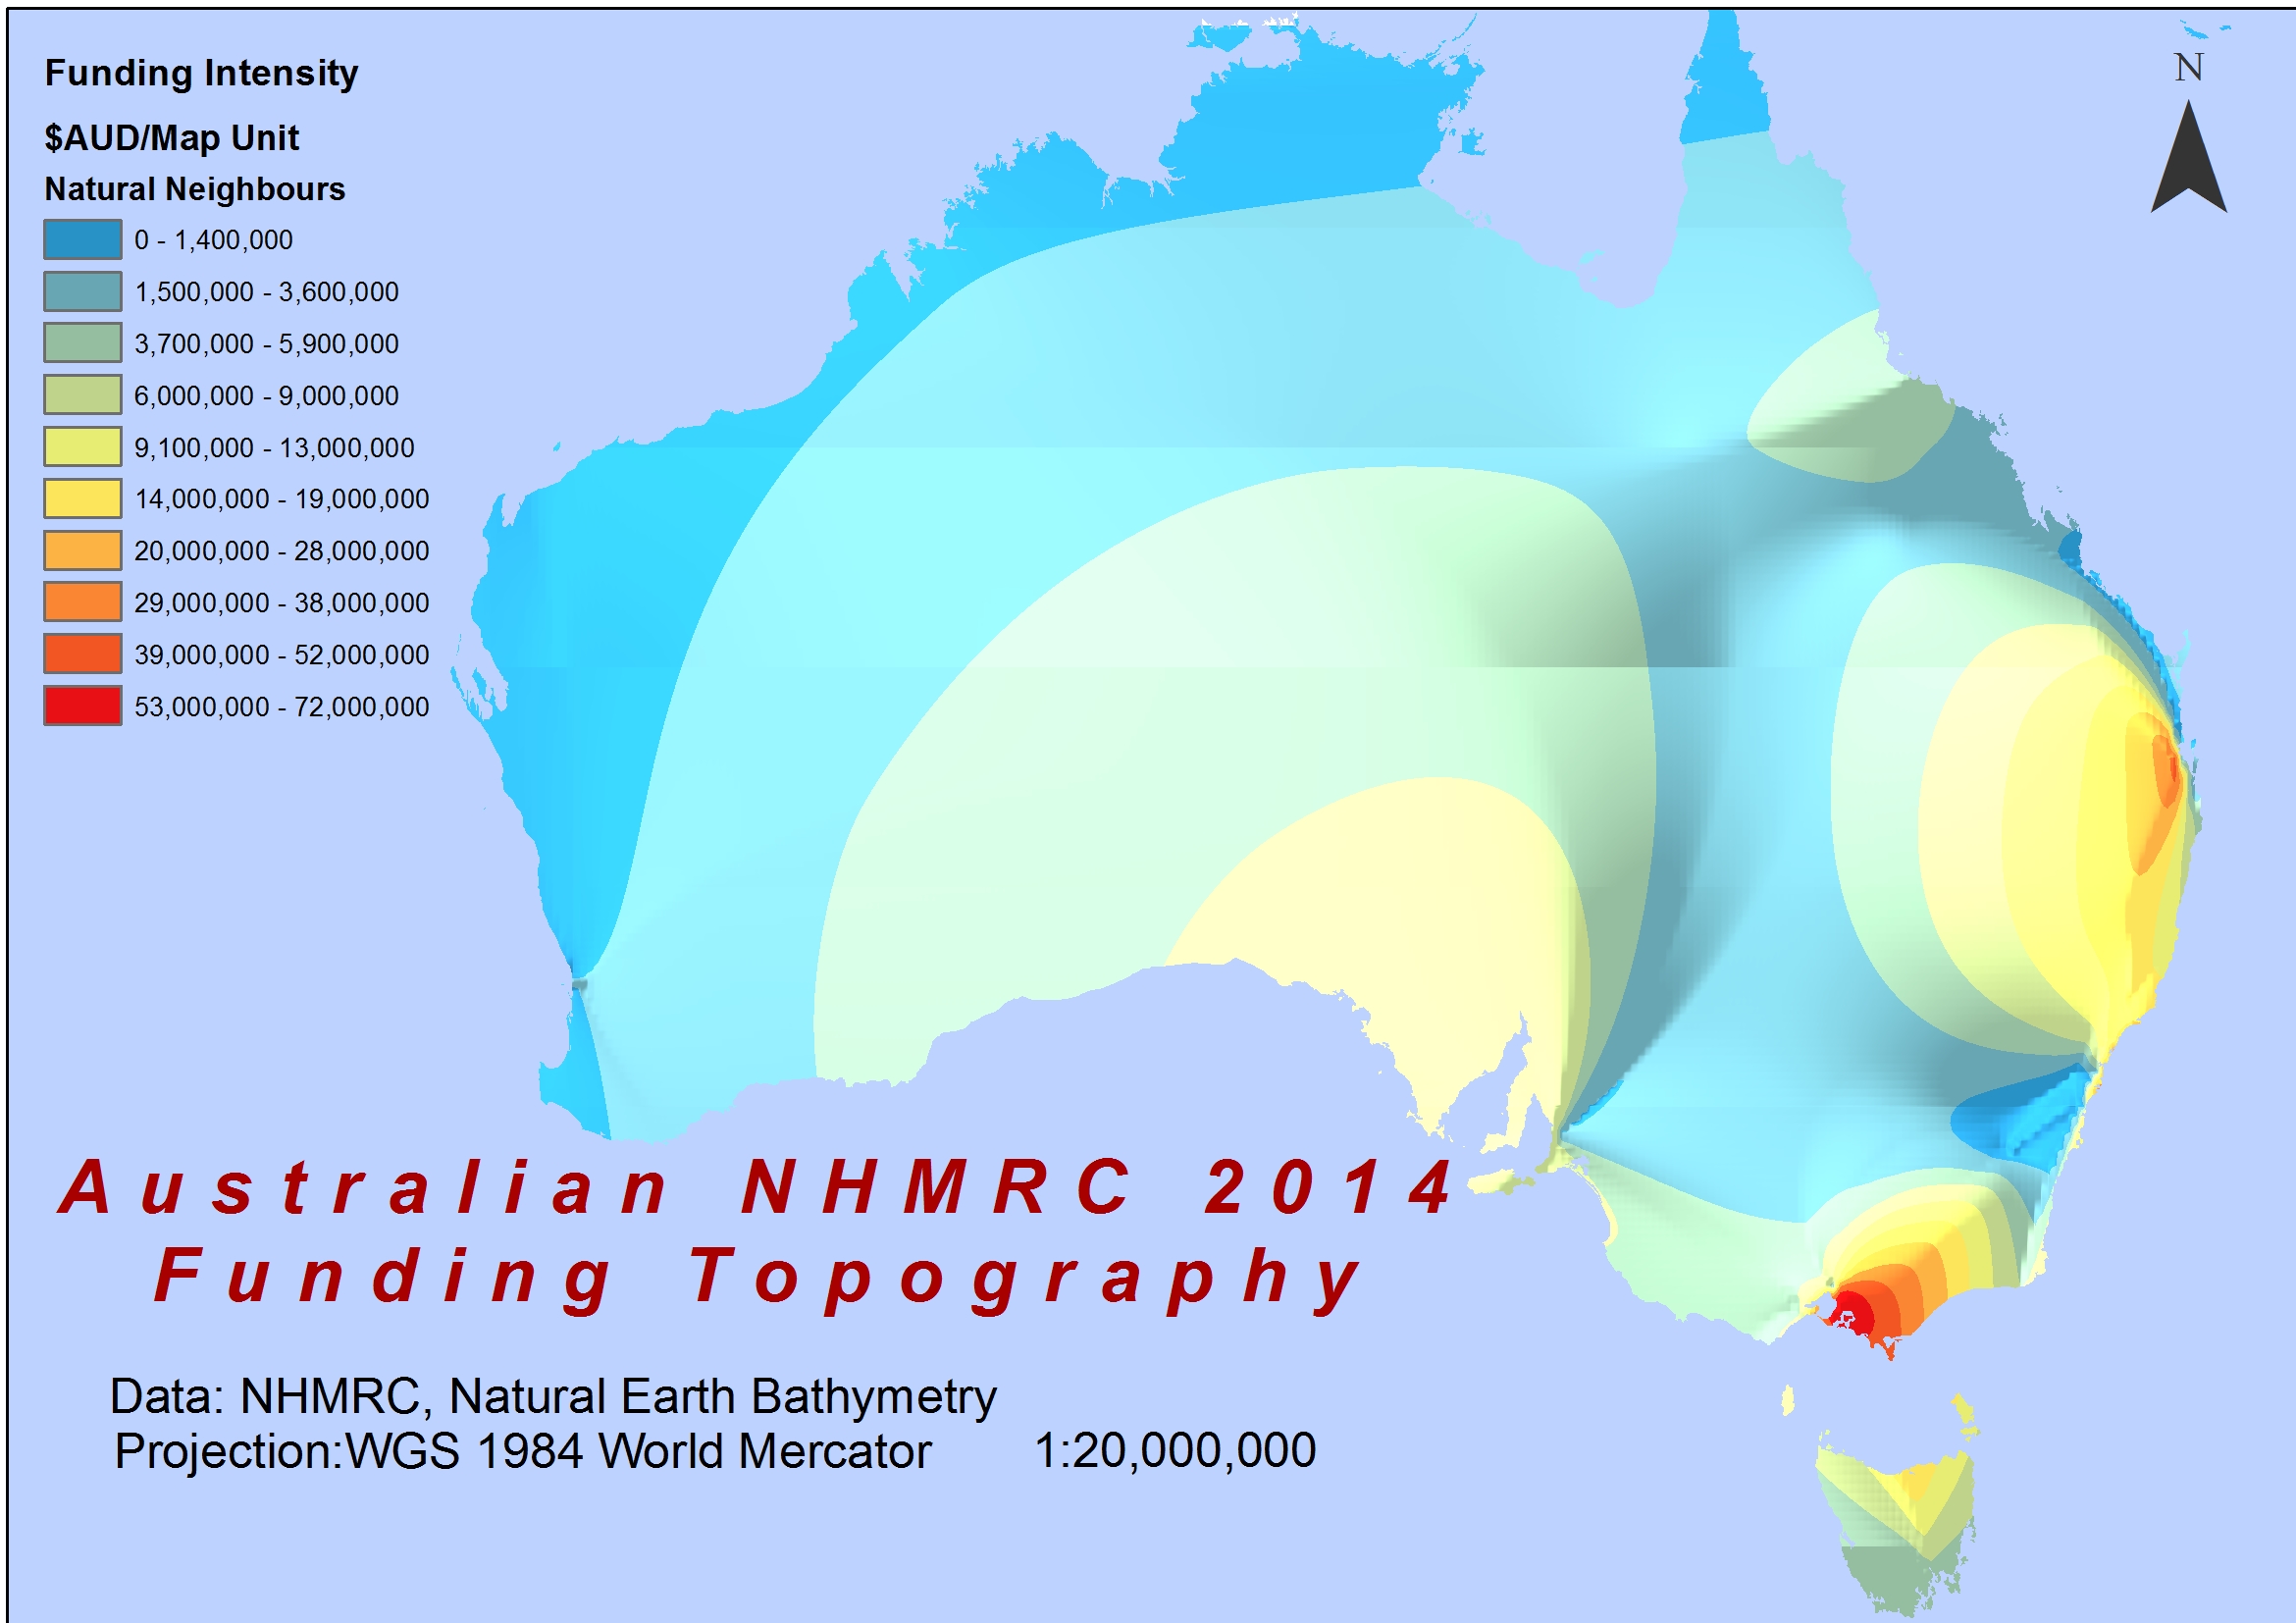 Funding Intensity
$AUD/Map Unit
Natural Neighbours
0 - 1,400,000
1,500,000 - 3,600,000
3,700,000 - 5,900,000
6,000,000 - 9,000,000
9,100,000 - 13,000,000
14,000,000 - 19,000,000
20,000,000 - 28,000,000
29,000,000 - 38,000,000
39,000,000 - 52,000,000
53,000,000 - 72,000,000
N
Australian NHMRC 2014
Funding Topography
Data: NHMRC, Natural Earth Bathymetry
Projection:WGS 1984 World Mercator 1:20,000,000